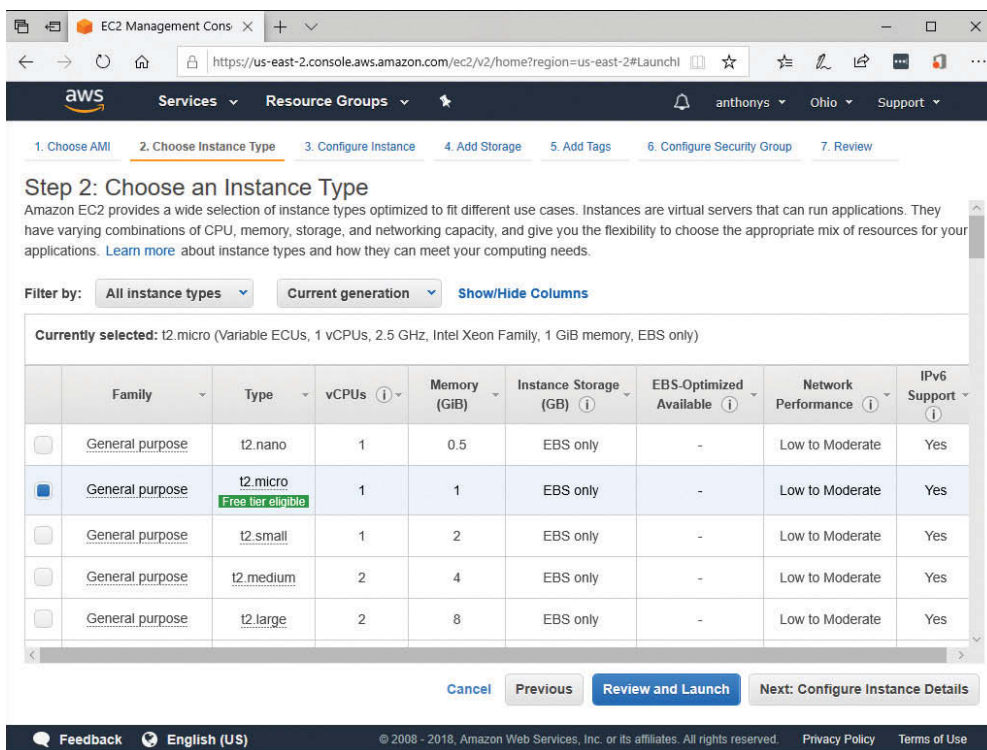 EC2 Management Cons
https://us-east-2.console.aws.amazon.com/ec2/v2/home?region=us-east-2#Launchl
aws Services Resource Groups anthonys Ohio Support
1. Choose AMI 2. Choose Instance Type 3. Configure Instance 4. Add Storage 5. Add Tags 6. Configure Security Group 7. Review
Step 2: Choose an Instance Type
Amazon EC2 provides a wide selection of instance types optimized to fit different use cases. Instances are virtual servers that can run applications. They
have varying combinations of CPU, memory, storage, and networking capacity, and give you the flexibility to choose the appropriate mix of resources for your
applications. Learn more about instance types and how they can meet your computing needs.
Filter by: All instance types Current generation Show/Hide Columns
Currently selected: t2.micro (Variable ECUs, 1 vCPUs, 2.5 GHz, Intel Xeon Family, 1 GiB memory, EBS only)
Family Type vCPUs i Memory (GiB) Instance Storage (GB) i EBS-Optimized Available i Network Performance i IPv6 Support i
General purpose t2.nano 1 0.5 EBS only - Low to Moderate Yes
General purpose t2.micro Free tier eligible 1 1 EBS only - Low to Moderate Yes
General purpose t2.small 1 2 EBS only - Low to Moderate Yes
General purpose t2.medium 2 4 EBS only - Low to Moderate Yes
General purpose t2.large 2 8 EBS only - Low to Moderate Yes
Cancel Previous Review and Launch Next: Configure Instance Details
Feedback English (US) © 2008 - 2018, Amazon Web Services, Inc. or its affiliates. All rights reserved. Privacy Policy Terms of Use